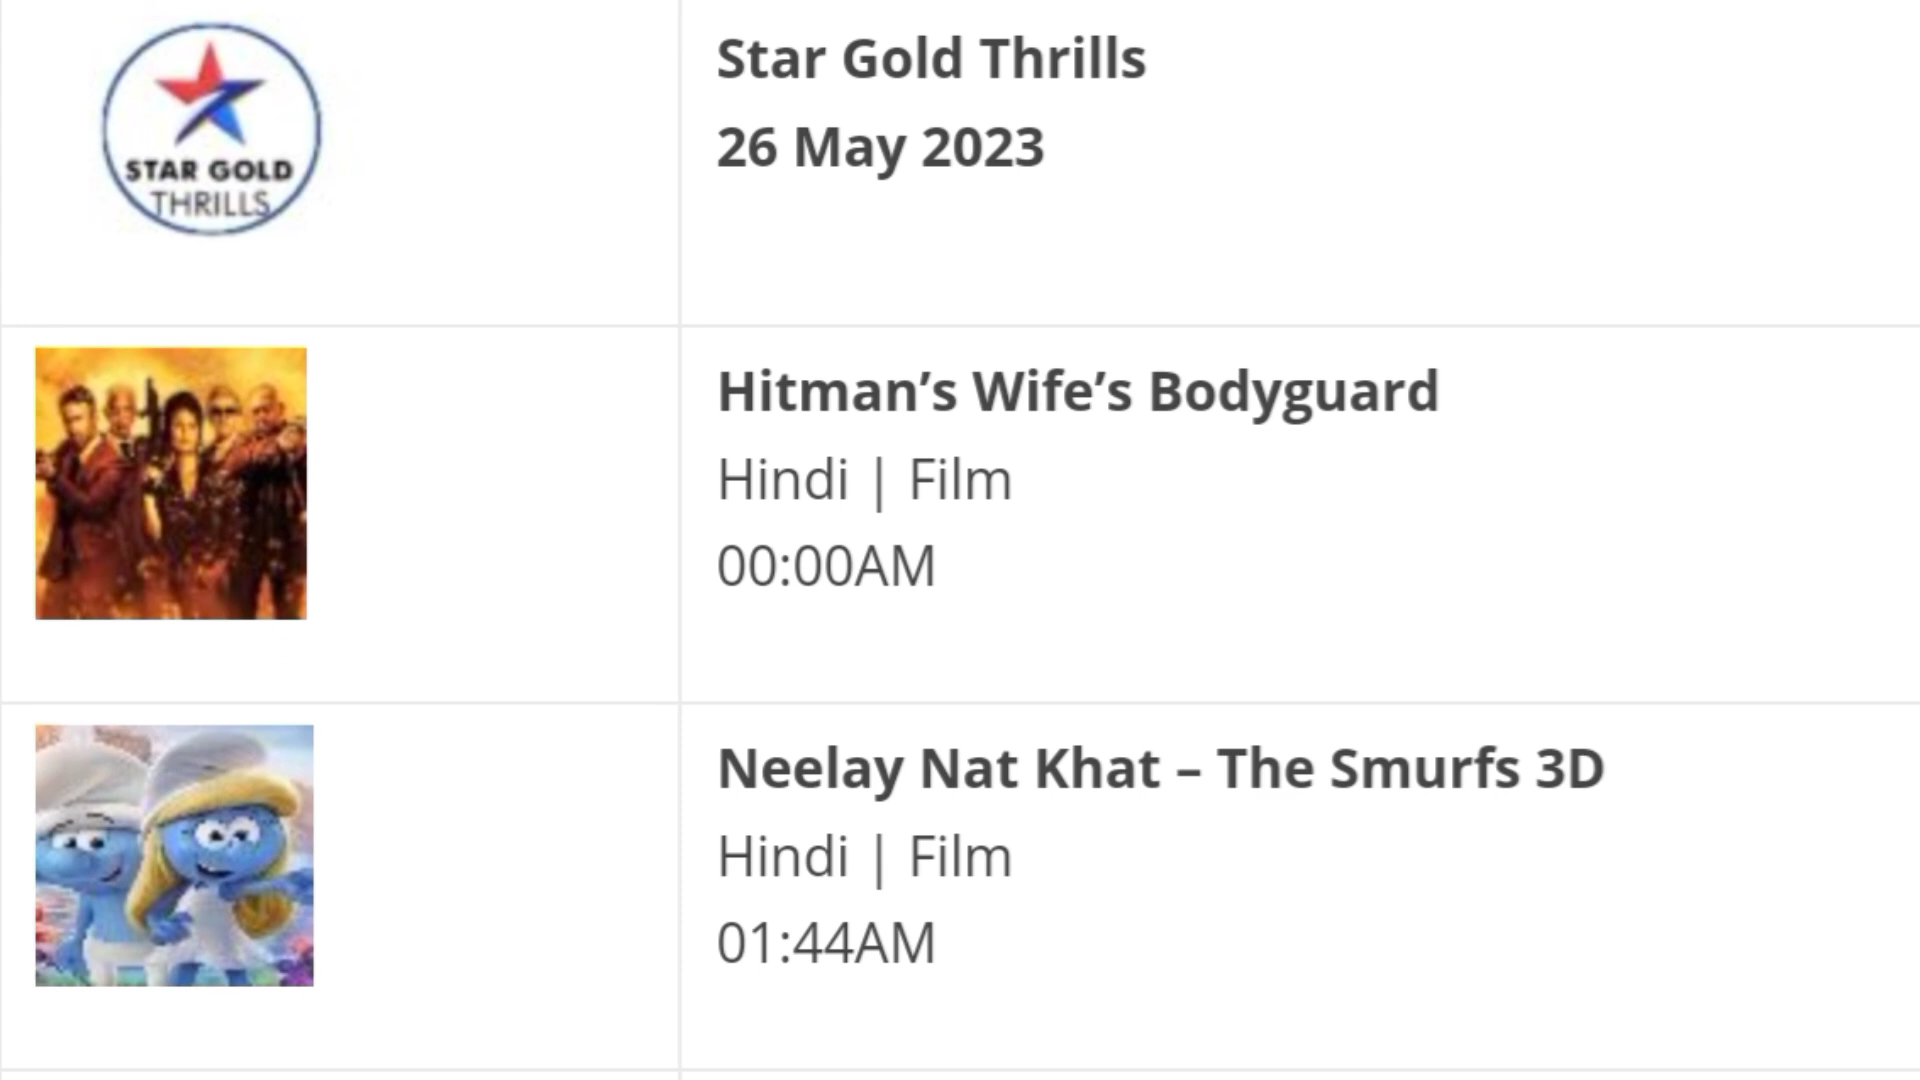 STAR GOLD
THRILLS
Star Gold Thrills
26 May 2023
Hitman’s Wife’s Bodyguard
Hindi | Film
00:00AM
Neelay Nat Khat – The Smurfs 3D
Hindi | Film
01:44AM